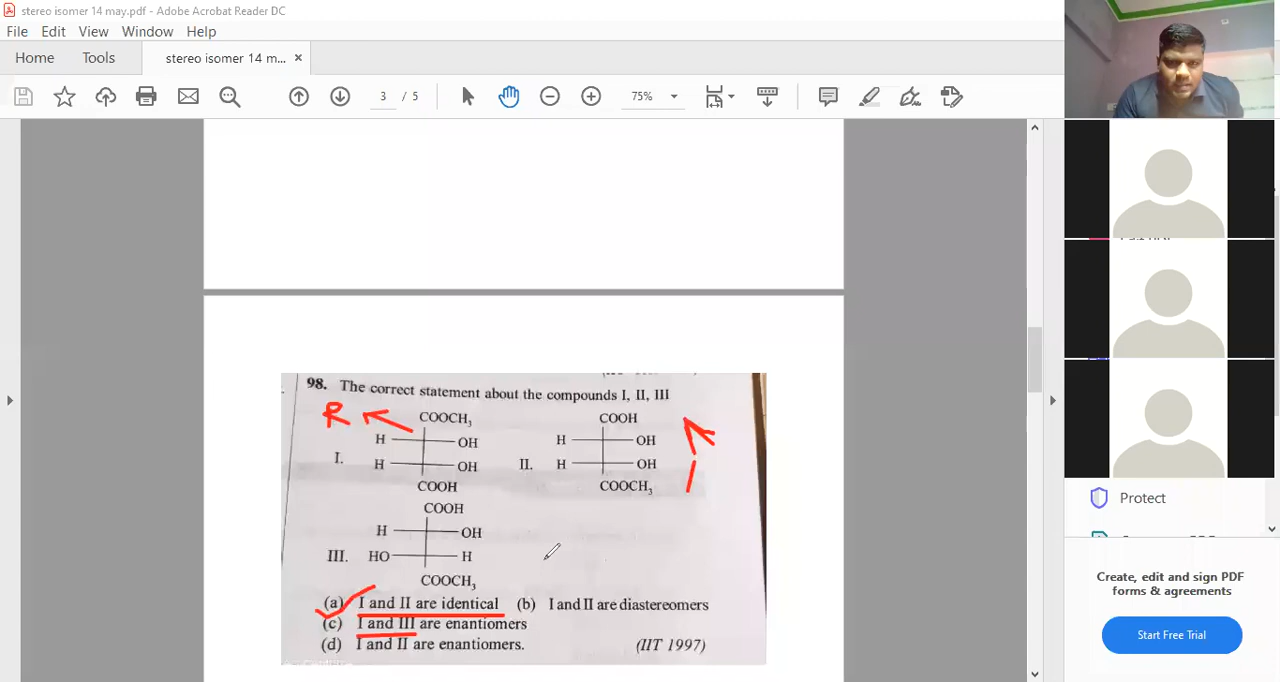 stereo isomer 14 may.pdf - Adobe Acrobat Reader DC
File Edit View Window Help
Home Tools stereo isomer 14 m... ×
3 / 5 75%
98. The correct statement about the compounds I, II, III
R COOCH3 COOH
H OH H OH
I. H OH II. H OH
COOH COOCH3
COOH
H OH
III. HO H
COOCH3
(a) I and II are identical (b) I and II are diastereomers
(c) I and III are enantiomers
(d) I and II are enantiomers. (IIT 1997)
Protect
Create, edit and sign PDF
forms & agreements
Start Free Trial